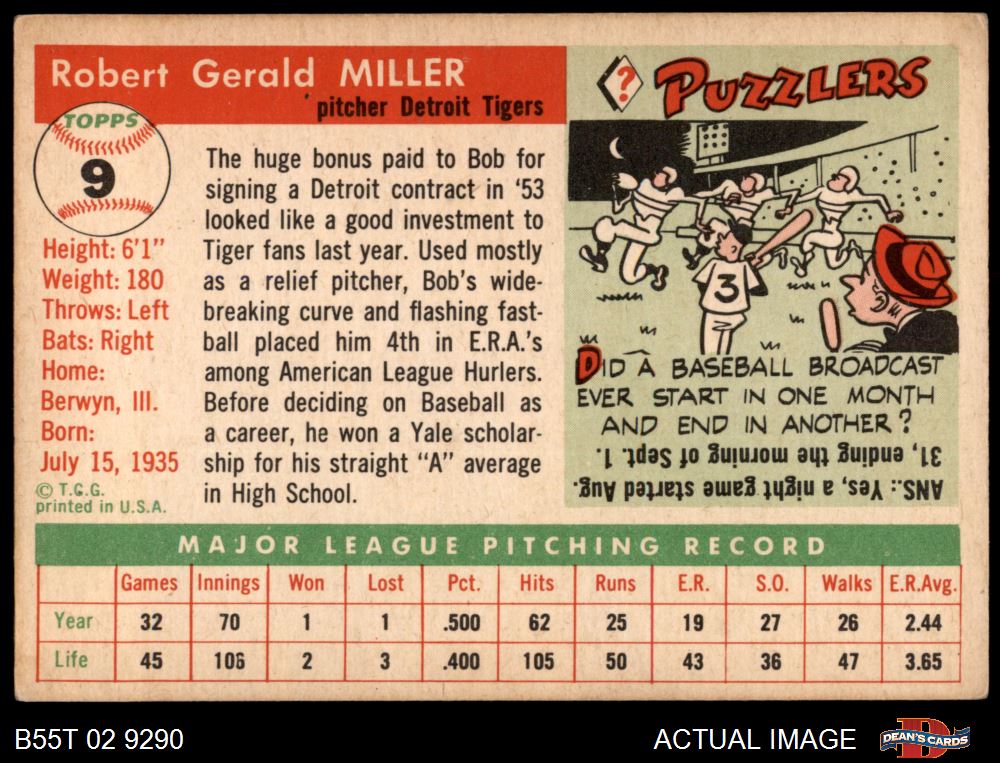 Robert Gerald MILLER
pitcher Detroit Tigers
TOPPS
9
Height: 6'1"
Weight: 180
Throws: Left
Bats: Right
Home:
Berwyn, Ill.
Born:
July 15, 1935
© T.C.G.
printed in U.S.A.
The huge bonus paid to Bob for
signing a Detroit contract in '53
looked like a good investment to
Tiger fans last year. Used mostly
as a relief pitcher, Bob's wide-
breaking curve and flashing fast-
ball placed him 4th in E.R.A.'s
among American League Hurlers.
Before deciding on Baseball as
a career, he won a Yale scholar-
ship for his straight "A" average
in High School.
? PUZZLERS
3
DID A BASEBALL BROADCAST
EVER START IN ONE MONTH
AND END IN ANOTHER?
ANS.: Yes, a night game started Aug.
31, ending the morning of Sept. 1.
MAJOR LEAGUE PITCHING RECORD
Games Innings Won Lost Pct. Hits Runs E.R. S.O. Walks E.R.Avg.
Year 32 70 1 1 .500 62 25 19 27 26 2.44
Life 45 106 2 3 .400 105 50 43 36 47 3.65
B55T 02 9290
ACTUAL IMAGE
D
DEAN'S CARDS